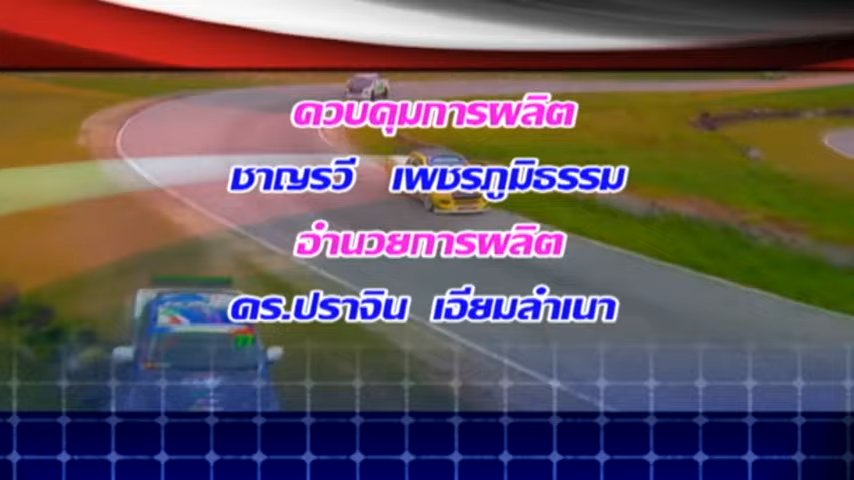 ควบคุมการผลิต
ชาญรวี เพชรภูมิธรรม
อำนวยการผลิต
ดร.ปราจิน เอี่ยมลำเนา